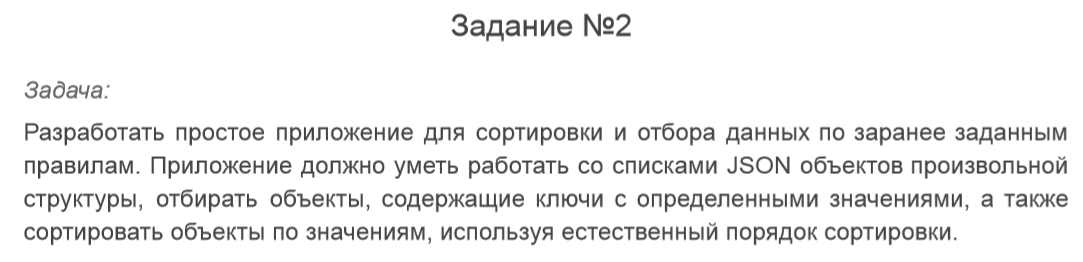 Задание №2
Задача:
Разработать простое приложение для сортировки и отбора данных по заранее заданным
правилам. Приложение должно уметь работать со списками JSON объектов произвольной
структуры, отбирать объекты, содержащие ключи с определенными значениями, а также
сортировать объекты по значениям, используя естественный порядок сортировки.